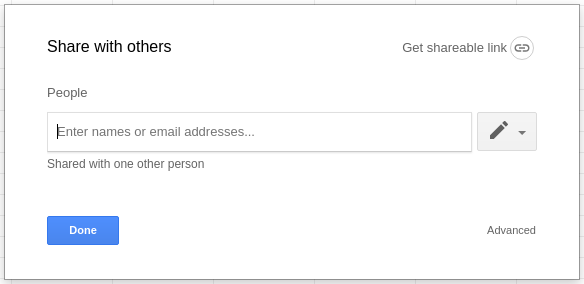 Share with others
Get shareable link
People
Enter names or email addresses...
Shared with one other person
Done
Advanced